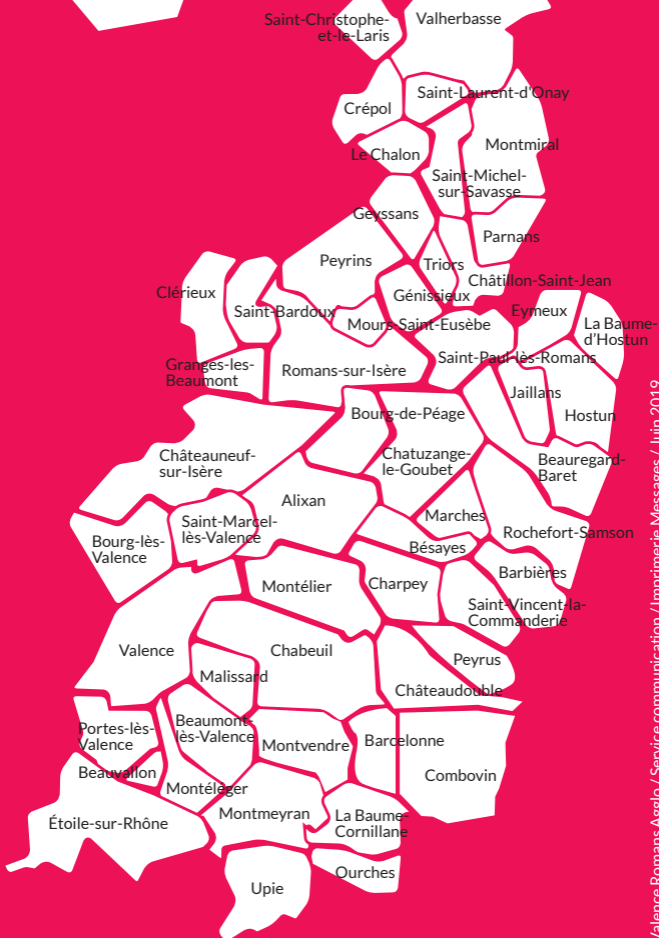 Saint-Christophe-
et-le-Laris
Valherbasse
Saint-Laurent-d'Onay
Crépol
Montmiral
Le Chalon
Saint-Michel-
sur-Savasse
Geyssans
Parnans
Peyrins
Triors
Châtillon-Saint-Jean
Clérieux
Génissieux
Saint-Bardoux
Eymeux
Mours-Saint-Eusèbe
La Baume-
d'Hostun
Saint-Paul-lès-Romans
Granges-les-
Beaumont
Romans-sur-Isère
Jaillans
Bourg-de-Péage
Hostun
Châteauneuf-
sur-Isère
Chatuzange-
le-Goubet
Beauregard-
Baret
Alixan
Marches
Saint-Marcel-
lès-Valence
Rochefort-Samson
Bourg-lès-
Valence
Bésayes
Barbières
Montélier
Charpey
Saint-Vincent-la-
Commanderie
Valence
Chabeuil
Peyrus
Malissard
Châteaudouble
Portes-lès-
Valence
Beaumont-
lès-Valence
Montvendre
Barcelonne
Beauvallon
Combovin
Montéléger
Étoile-sur-Rhône
Montmeyran
La Baume-
Cornillane
Ourches
Upie
Valence Romans Agglo / Service communication / Imprimerie Messages / Juin 2019